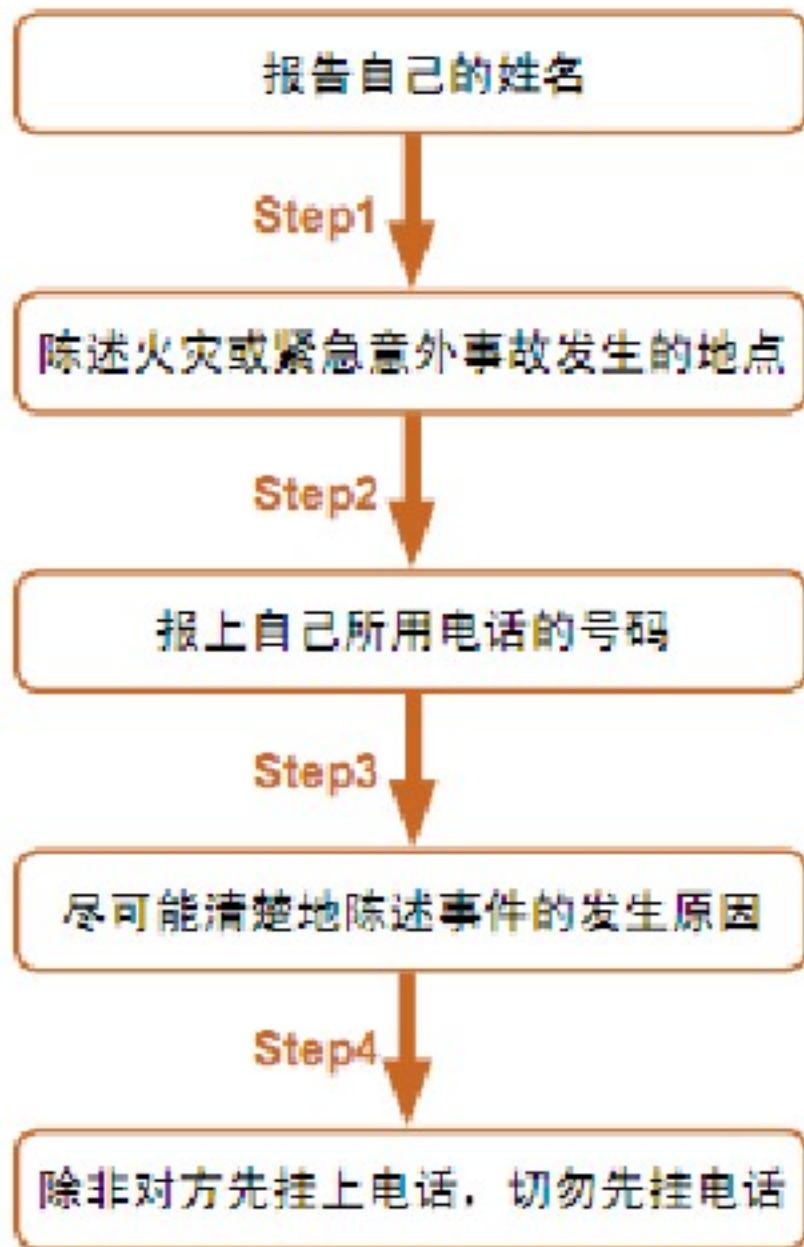 报告自己的姓名
Step1
陈述火灾或紧急意外事故发生的地点
Step2
报上自己所用电话的号码
Step3
尽可能清楚地陈述事件的发生原因
Step4
除非对方先挂上电话，切勿先挂电话